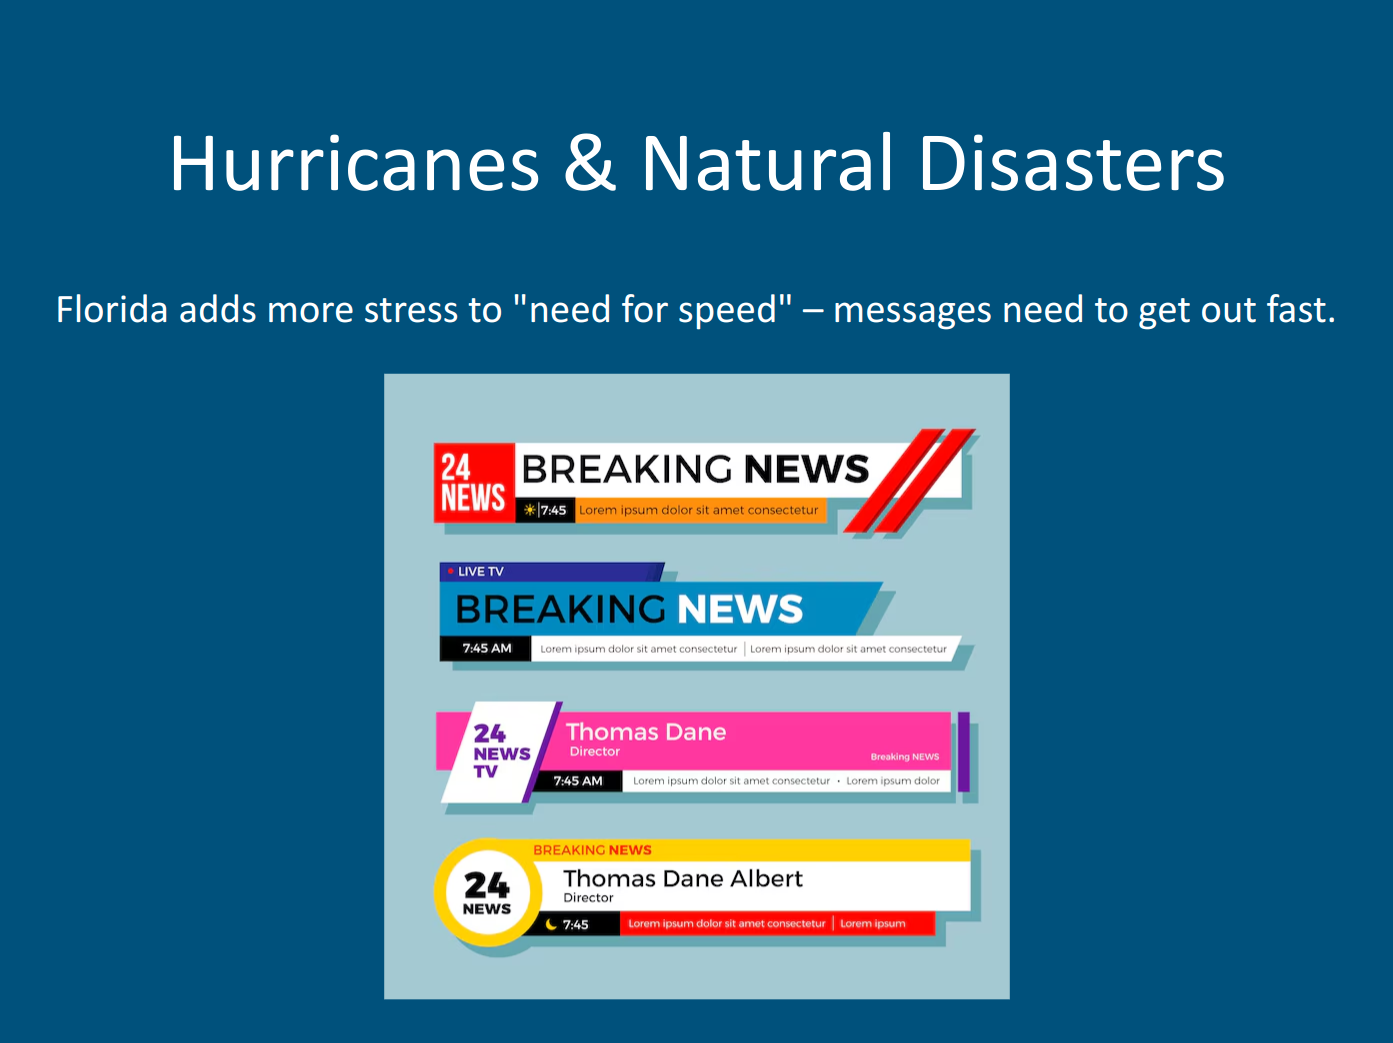 Hurricanes & Natural Disasters
Florida adds more stress to "need for speed" – messages need to get out fast.
24
NEWS
BREAKING NEWS
7:45
Lorem ipsum dolor sit amet consectetur
LIVE TV
BREAKING NEWS
7:45 AM
Lorem ipsum dolor sit amet consectetur
Lorem ipsum dolor sit amet consectetur
24
NEWS
TV
Thomas Dane
Director
Breaking NEWS
7:45 AM
Lorem ipsum dolor sit amet consectetur • Lorem ipsum dolor
BREAKING NEWS
24
NEWS
Thomas Dane Albert
Director
7:45
Lorem ipsum dolor sit amet consectetur
Lorem ipsum